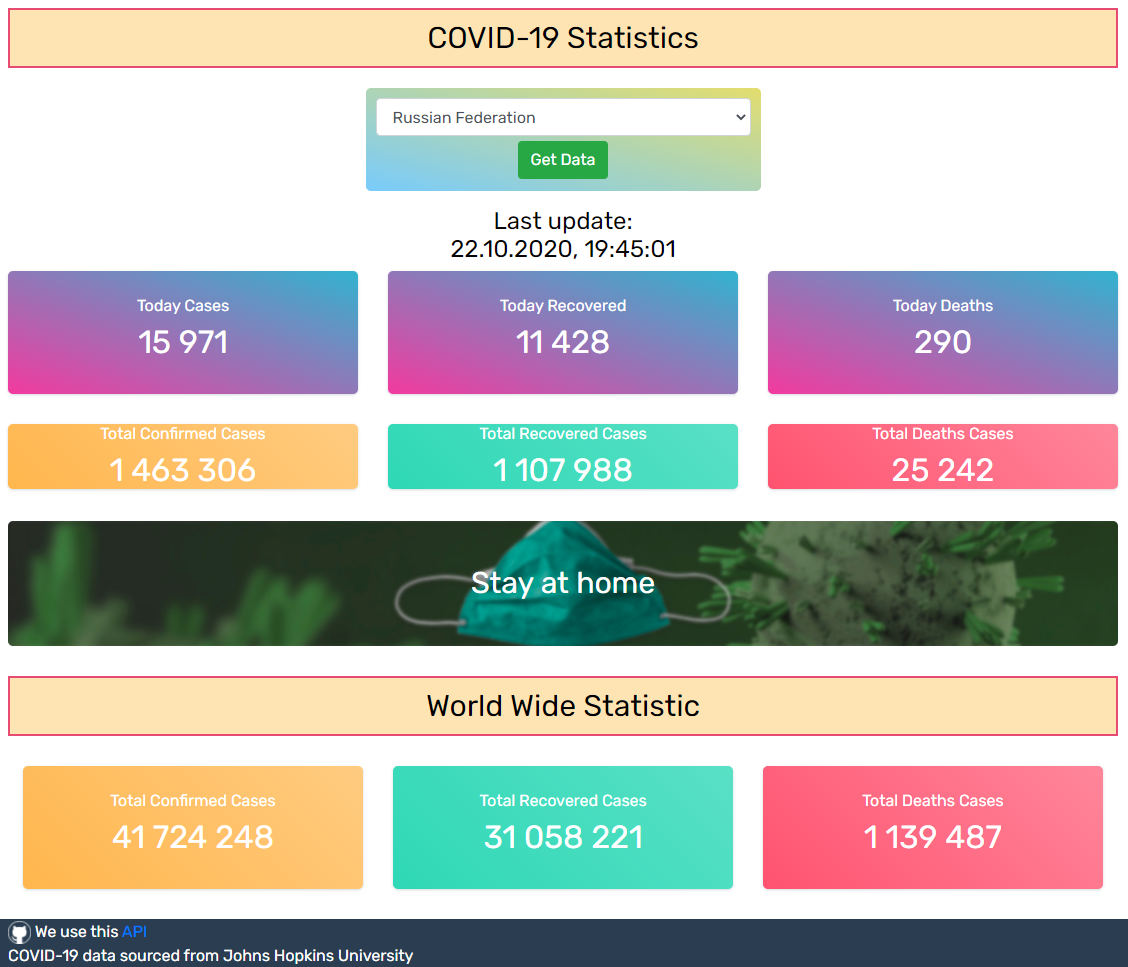 COVID-19 Statistics
Russian Federation
Get Data
Last update:
22.10.2020, 19:45:01
Today Cases
15 971
Today Recovered
11 428
Today Deaths
290
Total Confirmed Cases
1 463 306
Total Recovered Cases
1 107 988
Total Deaths Cases
25 242
Stay at home
World Wide Statistic
Total Confirmed Cases
41 724 248
Total Recovered Cases
31 058 221
Total Deaths Cases
1 139 487
We use this API
COVID-19 data sourced from Johns Hopkins University